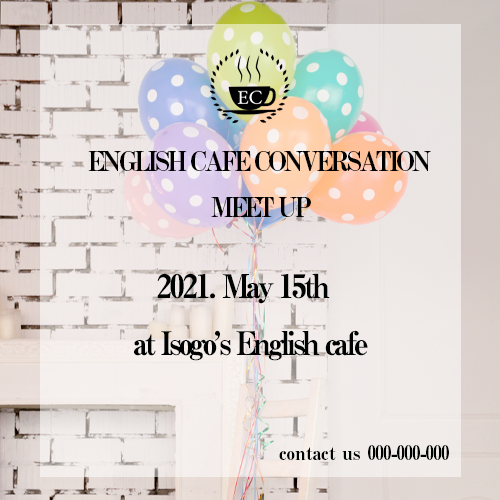 EC
ENGLISH CAFE CONVERSATION
MEET UP
2021. May 15th
at Isogo's English cafe
contact us 000-000-000